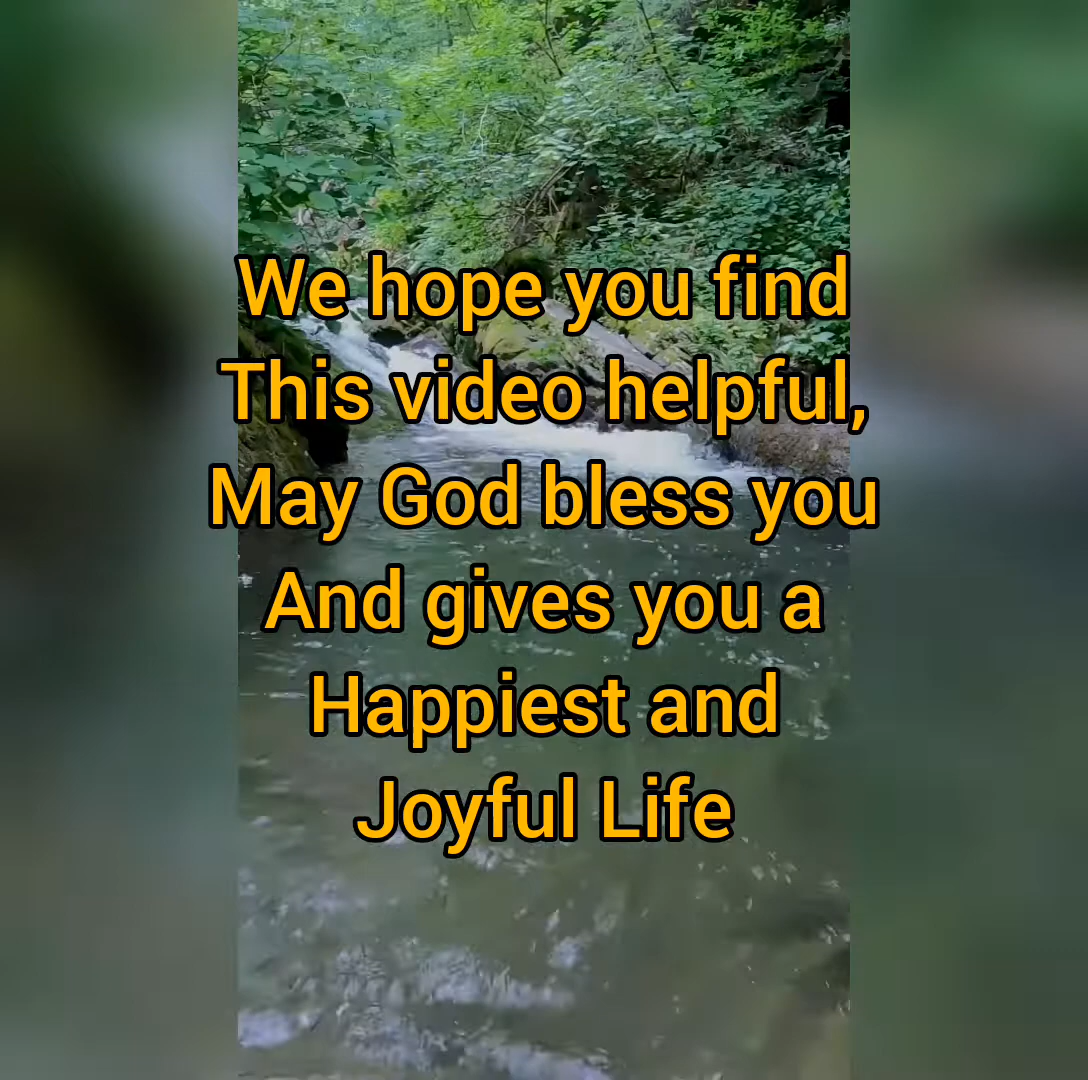 We hope you find
This video helpful,
May God bless you
And gives you a
Happiest and
Joyful Life